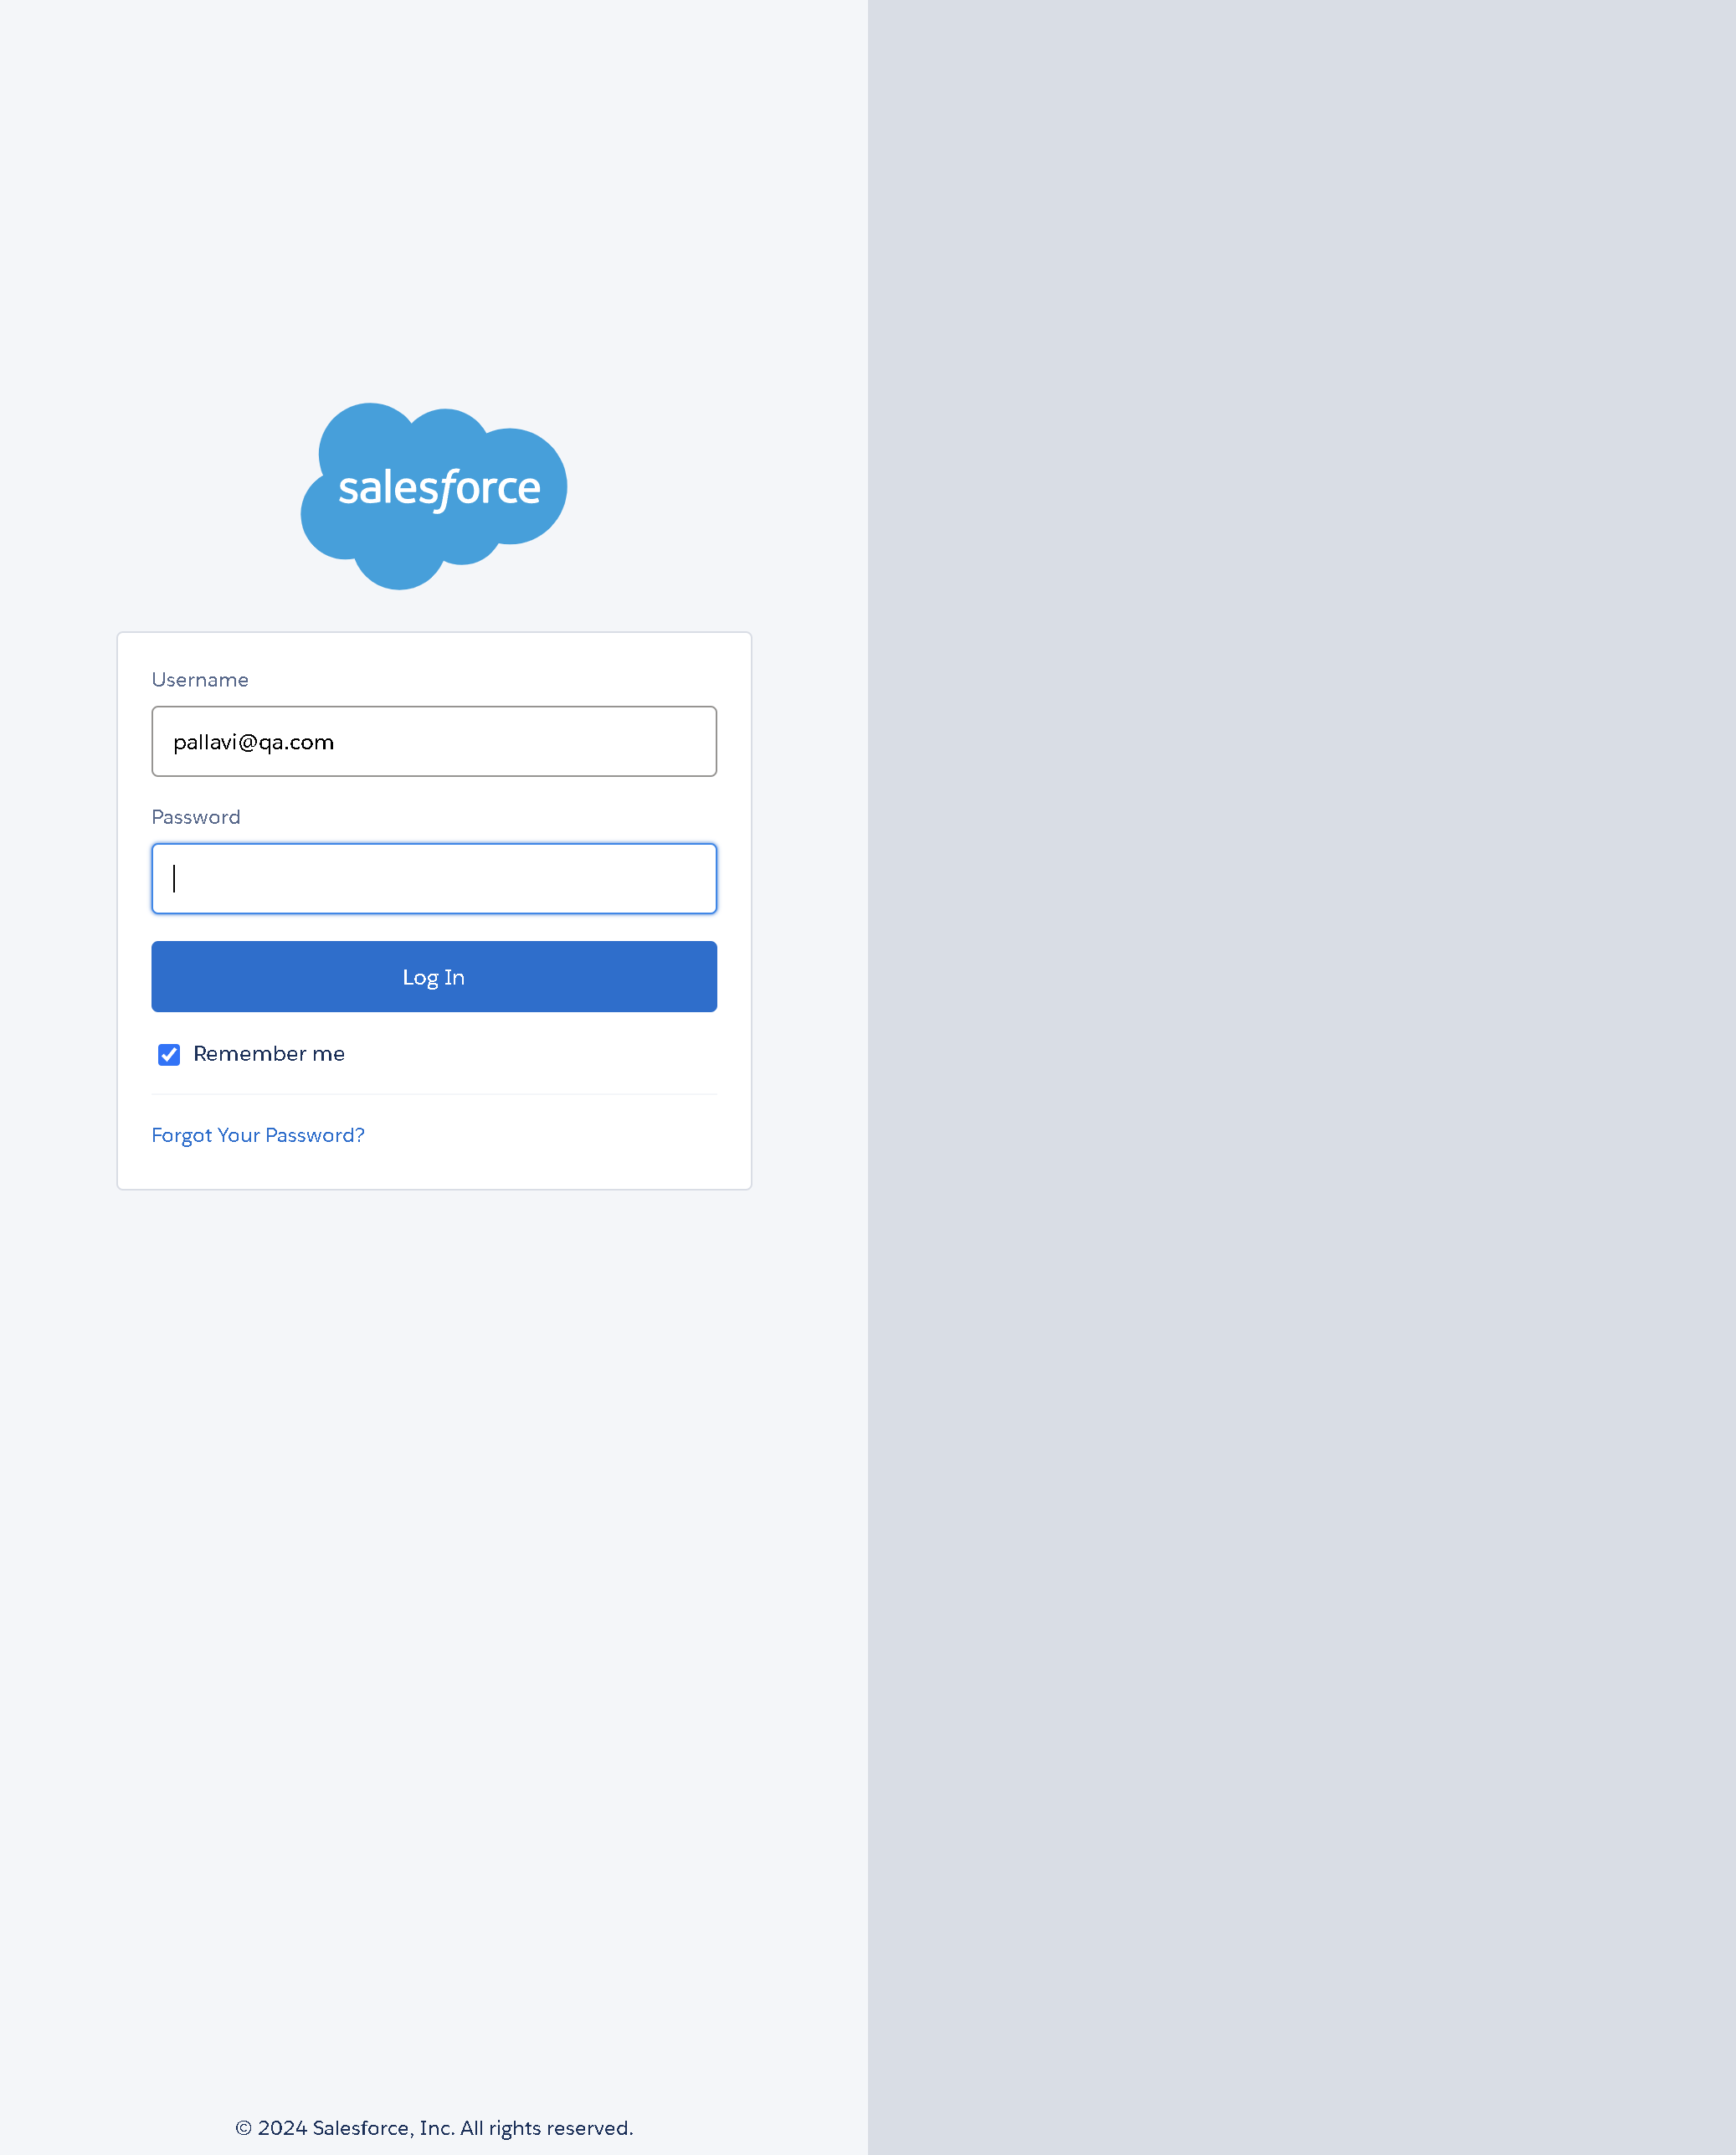 salesforce
Username
pallavi@qa.com
Password
Log In
Remember me
Forgot Your Password?
© 2024 Salesforce, Inc. All rights reserved.